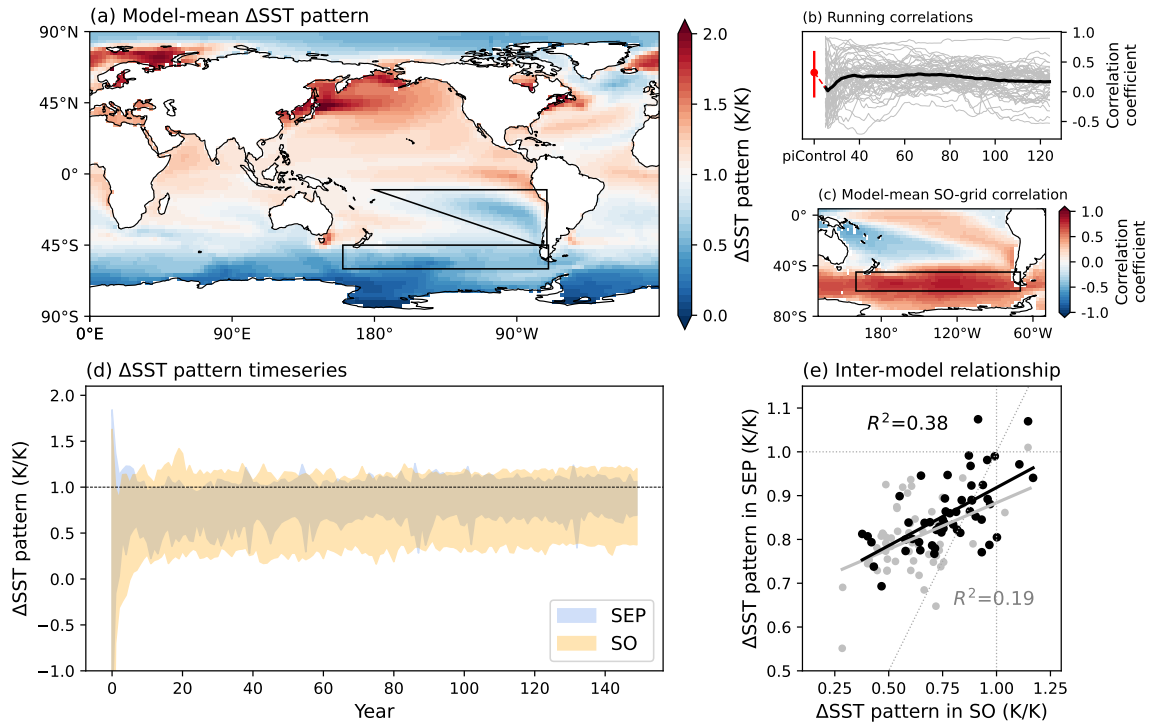 (a) Model-mean ΔSST pattern
90°N
45°N
0°
45°S
90°S
0°E
90°E
180°
90°W
2.0
1.5
1.0
0.5
0.0
ΔSST pattern (K/K)
(b) Running correlations
1.0
0.5
0.0
-0.5
Correlation
coefficient
piControl
40
60
80
100
120
(c) Model-mean SO-grid correlation
0°
40°S
80°S
180°
120°W
60°W
1.0
0.5
0.0
-0.5
-1.0
Correlation
coefficient
(d) ΔSST pattern timeseries
2.0
1.5
1.0
0.5
0.0
−0.5
−1.0
ΔSST pattern (K/K)
0
20
40
60
80
100
120
140
Year
SEP
SO
(e) Inter-model relationship
1.1
1.0
0.9
0.8
0.7
0.6
0.5
ΔSST pattern in SEP (K/K)
R²=0.38
R²=0.19
0.25
0.50
0.75
1.00
1.25
ΔSST pattern in SO (K/K)